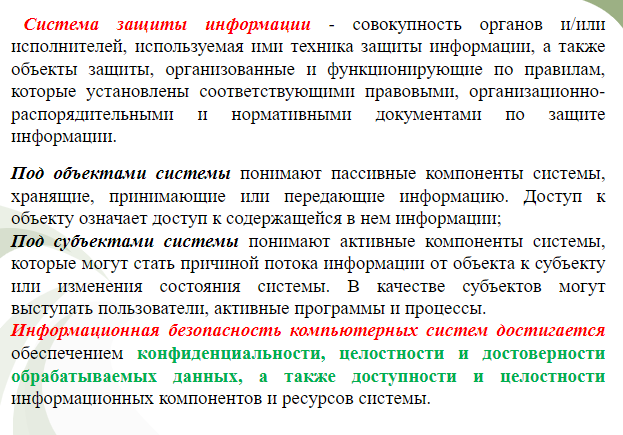 Система защиты информации - совокупность органов и/или
исполнителей, используемая ими техника защиты информации, а также
объекты защиты, организованные и функционирующие по правилам,
которые установлены соответствующими правовыми, организационно-
распорядительными и нормативными документами по защите
информации.
Под объектами системы понимают пассивные компоненты системы,
хранящие, принимающие или передающие информацию. Доступ к
объекту означает доступ к содержащейся в нем информации;
Под субъектами системы понимают активные компоненты системы,
которые могут стать причиной потока информации от объекта к субъекту
или изменения состояния системы. В качестве субъектов могут
выступать пользователи, активные программы и процессы.
Информационная безопасность компьютерных систем достигается
обеспечением конфиденциальности, целостности и достоверности
обрабатываемых данных, а также доступности и целостности
информационных компонентов и ресурсов системы.